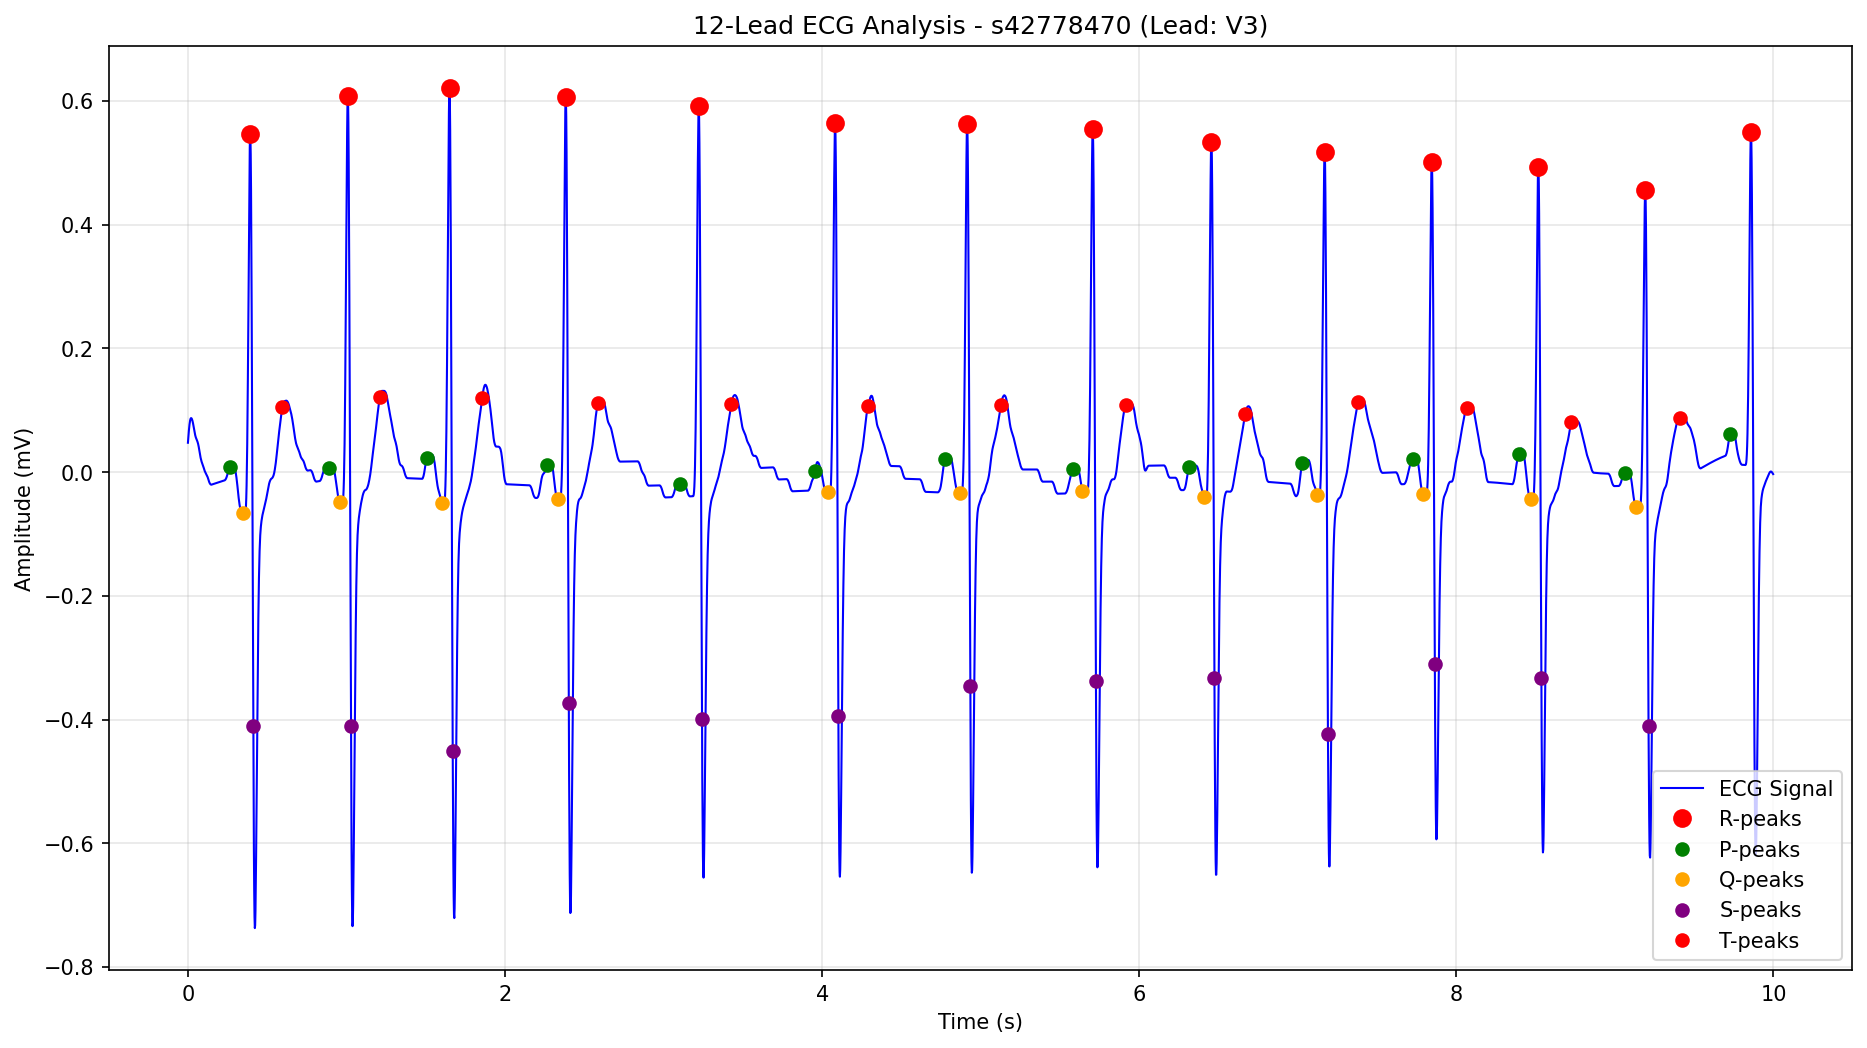 12-Lead ECG Analysis - s42778470 (Lead: V3)
Amplitude (mV)
0.6
0.4
0.2
0.0
−0.2
−0.4
−0.6
−0.8
0 2 4 6 8 10
Time (s)
ECG Signal
R-peaks
P-peaks
Q-peaks
S-peaks
T-peaks